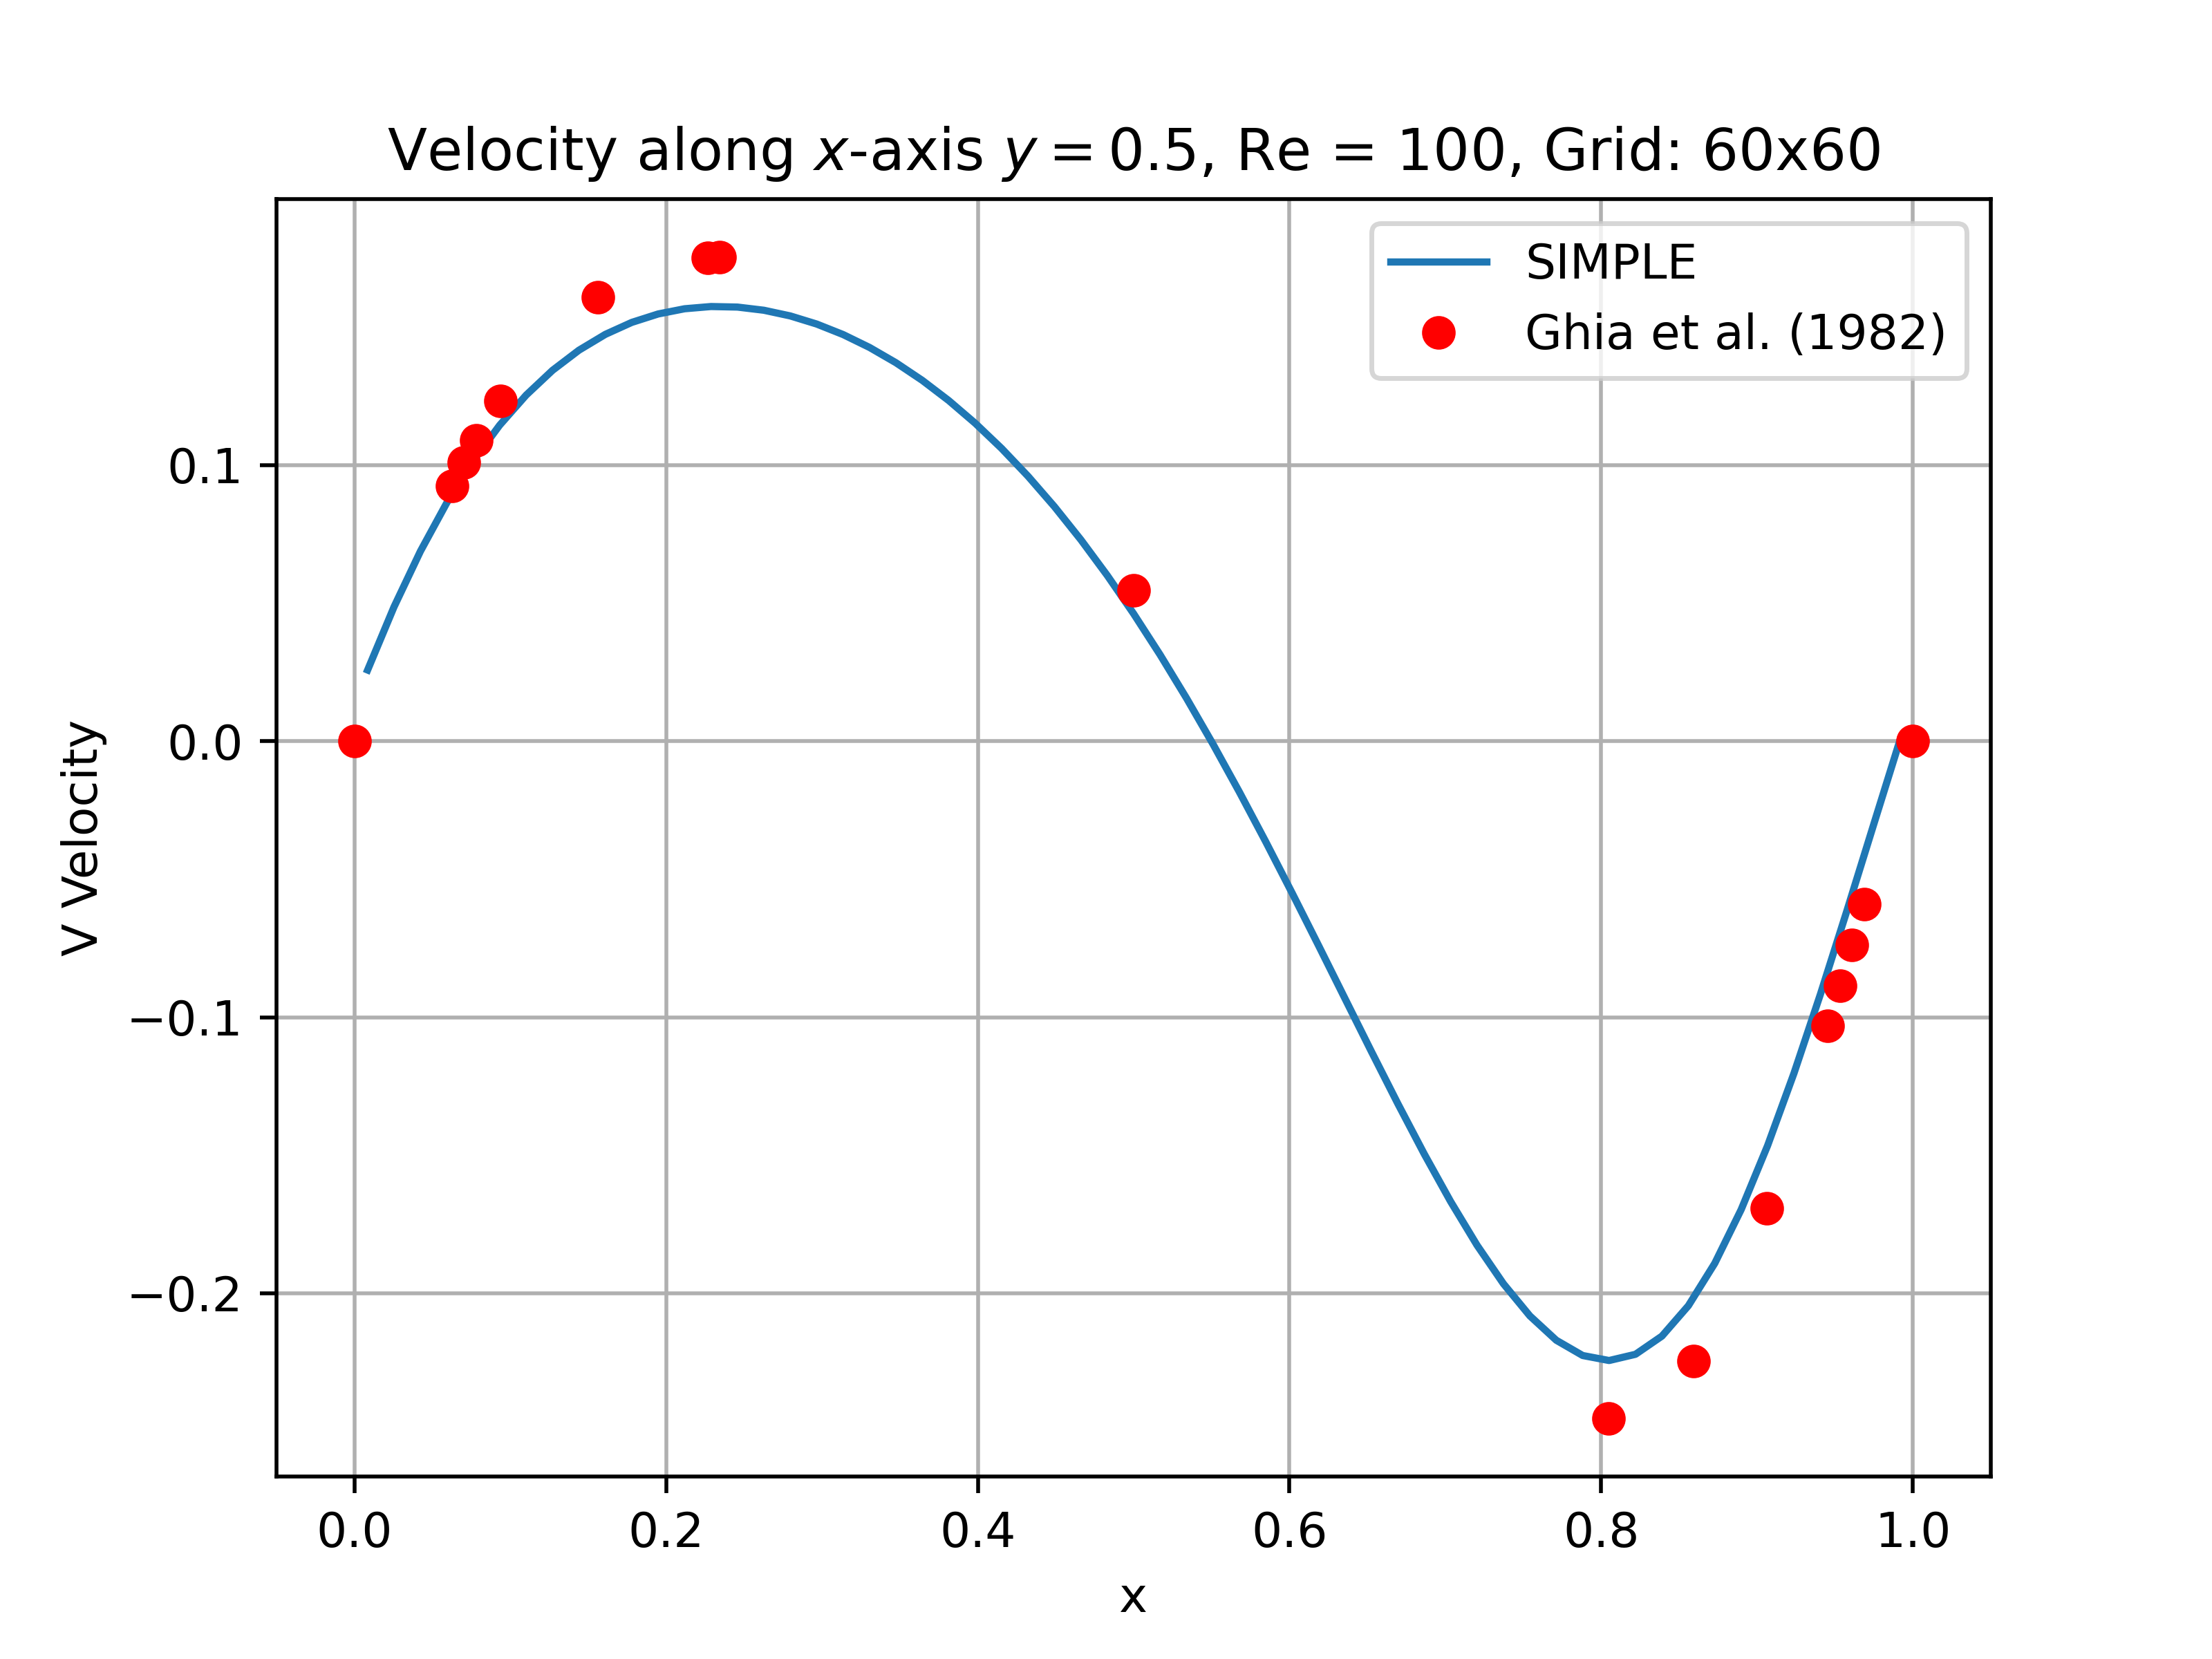 Velocity along x-axis y = 0.5, Re = 100, Grid: 60x60
SIMPLE
Ghia et al. (1982)
0.1
0.0
−0.1
−0.2
V Velocity
0.0 0.2 0.4 0.6 0.8 1.0
x